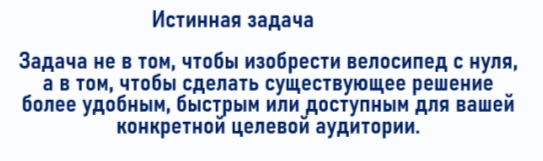 Истинная задача
Задача не в том, чтобы изобрести велосипед с нуля,
а в том, чтобы сделать существующее решение
более удобным, быстрым или доступным для вашей
конкретной целевой аудитории.